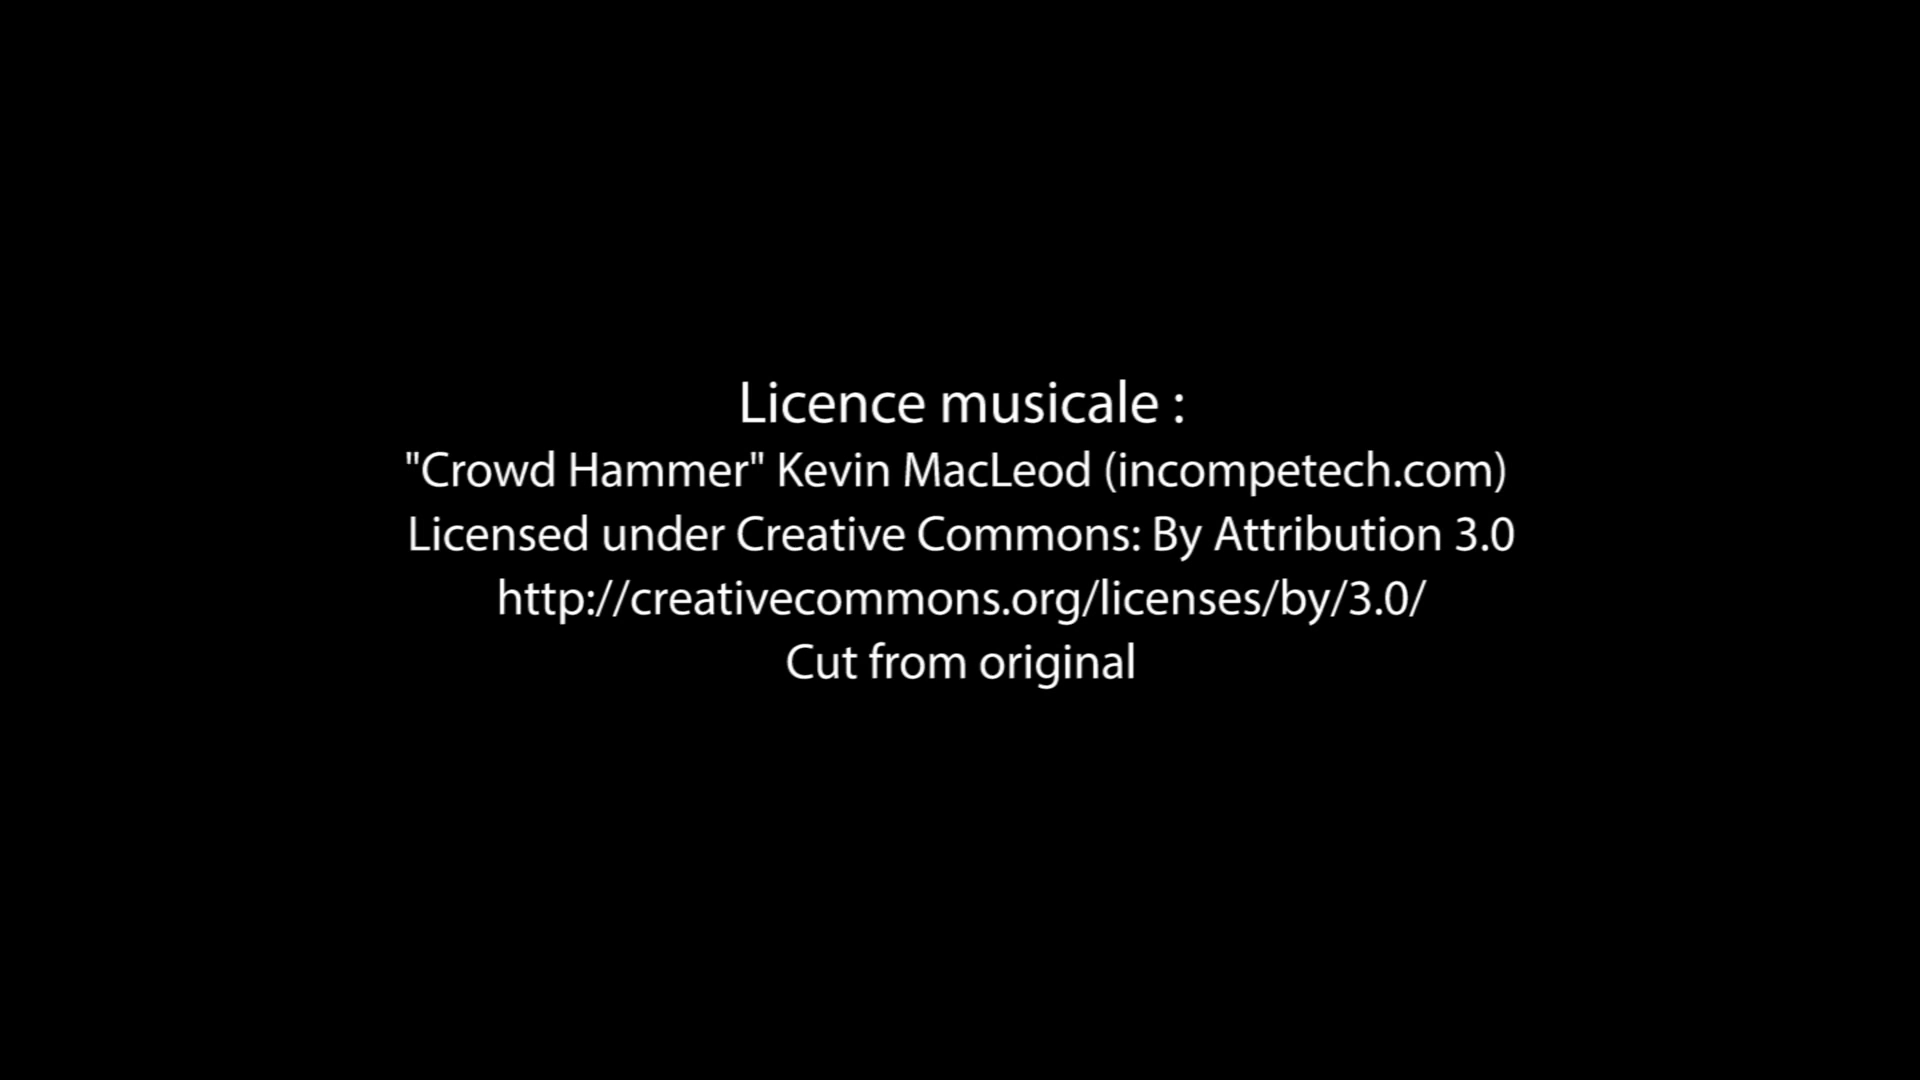 Licence musicale :
"Crowd Hammer" Kevin MacLeod (incompetech.com)
Licensed under Creative Commons: By Attribution 3.0
http://creativecommons.org/licenses/by/3.0/
Cut from original